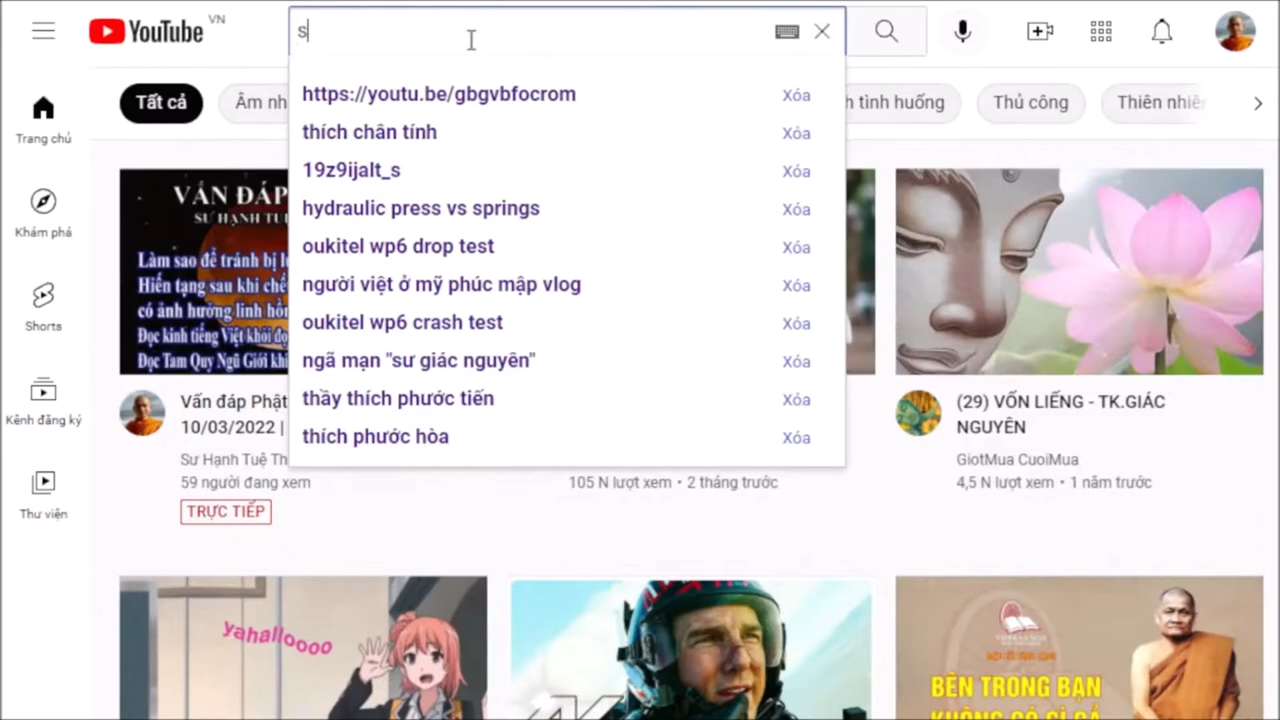 YouTube VN
s
Tất cả
Âm nh
h tình huống
Thủ công
Thiên nhiê
https://youtu.be/gbgvbfocrom Xóa
thích chân tính Xóa
19z9ijalt_s Xóa
hydraulic press vs springs Xóa
oukitel wp6 drop test Xóa
người việt ở mỹ phúc mập vlog Xóa
oukitel wp6 crash test Xóa
ngã mạn "sư giác nguyên" Xóa
thầy thích phước tiến Xóa
thích phước hòa Xóa
Trang chủ
Khám phá
Shorts
Kênh đăng ký
Thư viện
VẤN ĐÁP
SƯ HẠNH TUỆ
Làm sao để tránh bị l
Hiến tạng sau khi chế
có ảnh hưởng linh hồn
Đọc kinh tiếng Việt khỏi đọ
Đọc Tam Quy Ngũ Giới khi
Vấn đáp Phật
10/03/2022 |
Sư Hạnh Tuệ Th
59 người đang xem
TRỰC TIẾP
105 N lượt xem • 2 tháng trước
(29) VỐN LIẾNG - TK.GIÁC
NGUYÊN
GiotMua CuoiMua
4,5 N lượt xem • 1 năm trước
yahalloooo
BÊN TRONG BẠN
KHÔNG CÓ GÌ CẢ